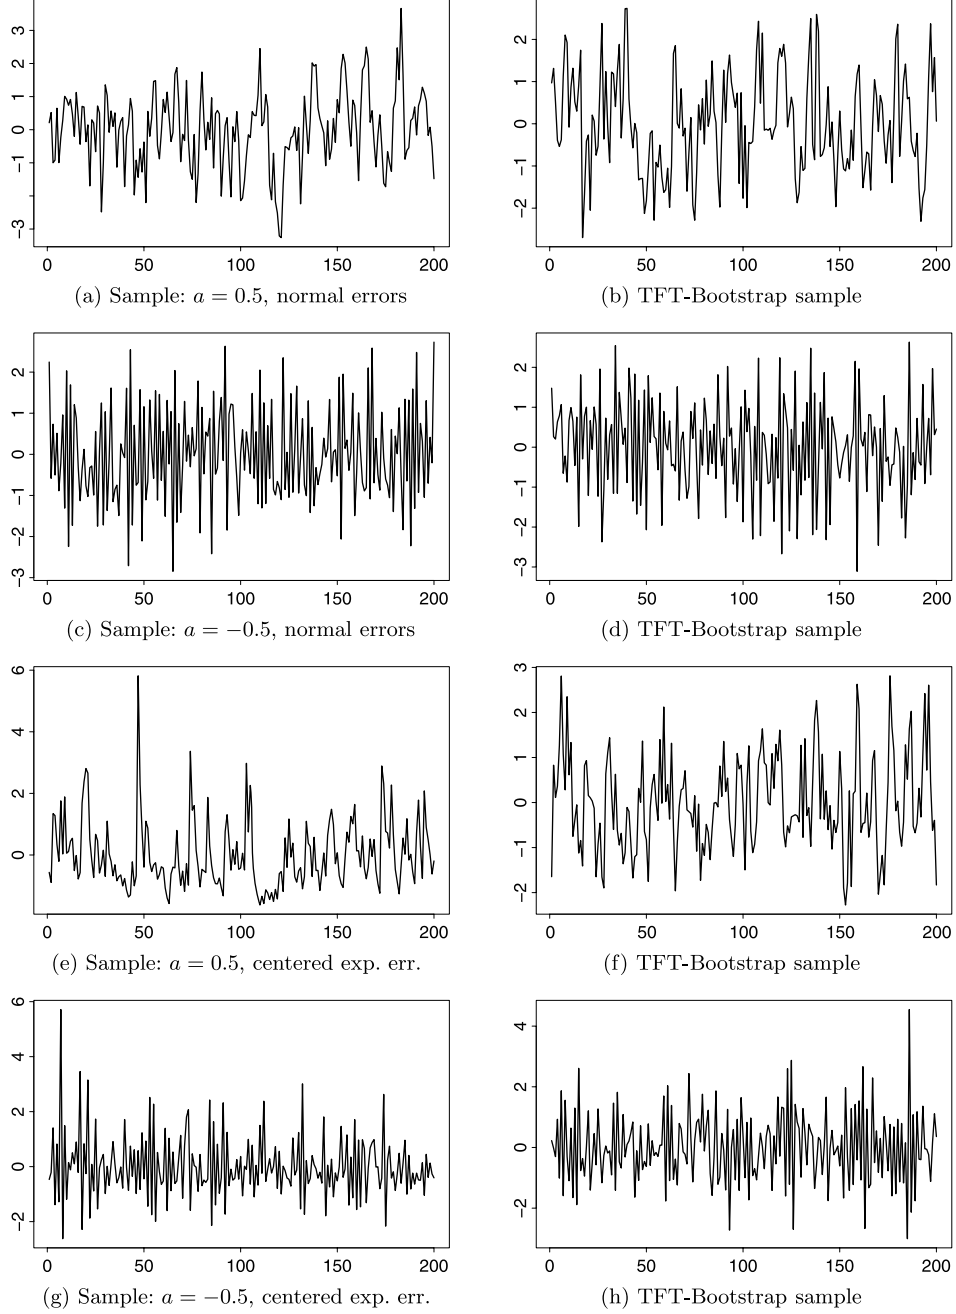 3
2
1
0
−1
−3
0 50 100 150 200
(a) Sample: a = 0.5, normal errors
2
1
0
−1
−2
0 50 100 150 200
(b) TFT-Bootstrap sample
2
1
0
−1
−2
−3
0 50 100 150 200
(c) Sample: a = −0.5, normal errors
2
1
0
−1
−2
−3
0 50 100 150 200
(d) TFT-Bootstrap sample
6
4
2
0
0 50 100 150 200
(e) Sample: a = 0.5, centered exp. err.
3
2
1
0
−1
−2
0 50 100 150 200
(f) TFT-Bootstrap sample
6
4
2
0
−2
0 50 100 150 200
(g) Sample: a = −0.5, centered exp. err.
4
2
0
−2
0 50 100 150 200
(h) TFT-Bootstrap sample